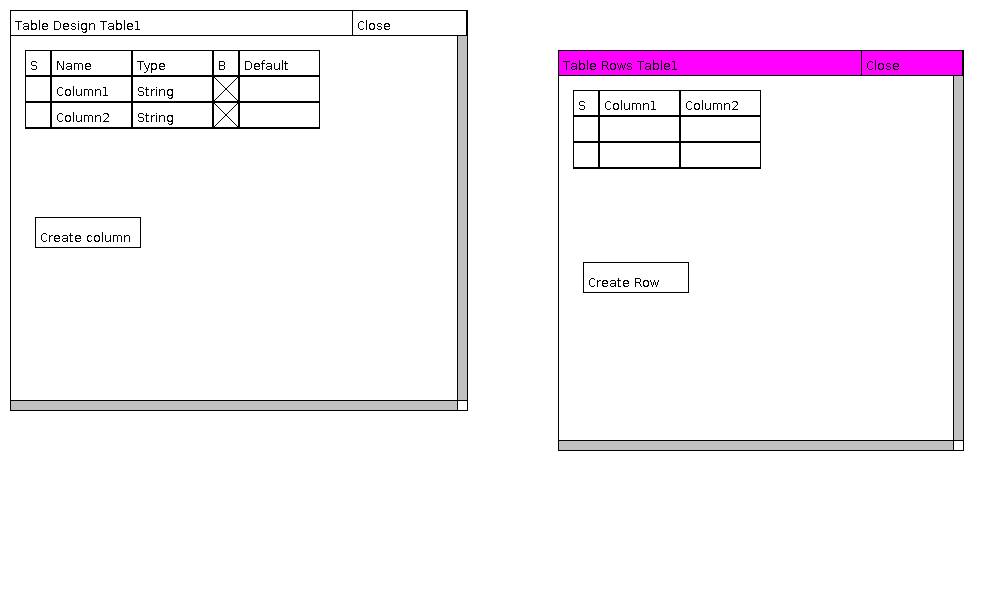 Table Design Table1 Close
S Name Type B Default
Column1 String
Column2 String
Create column
Table Rows Table1 Close
S Column1 Column2
Create Row